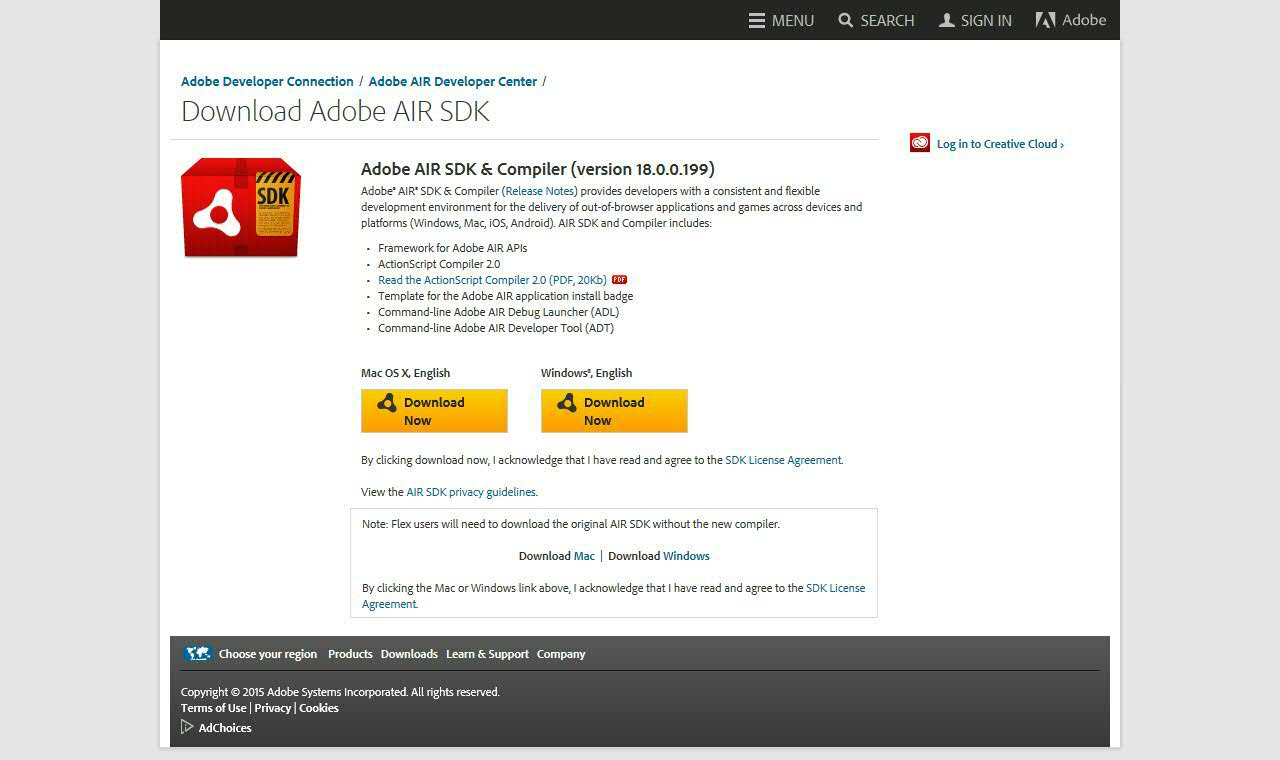 MENU SEARCH SIGN IN Adobe
Adobe Developer Connection / Adobe AIR Developer Center /
Download Adobe AIR SDK
Log in to Creative Cloud ›
SDK
Adobe AIR SDK & Compiler (version 18.0.0.199)
Adobe® AIR® SDK & Compiler (Release Notes) provides developers with a consistent and flexible
development environment for the delivery of out-of-browser applications and games across devices and
platforms (Windows, Mac, iOS, Android). AIR SDK and Compiler includes:
• Framework for Adobe AIR APIs
• ActionScript Compiler 2.0
• Read the ActionScript Compiler 2.0 (PDF, 20Kb) PDF
• Template for the Adobe AIR application install badge
• Command-line Adobe AIR Debug Launcher (ADL)
• Command-line Adobe AIR Developer Tool (ADT)
Mac OS X, English
Download
Now
Windows®, English
Download
Now
By clicking download now, I acknowledge that I have read and agree to the SDK License Agreement.
View the AIR SDK privacy guidelines.
Note: Flex users will need to download the original AIR SDK without the new compiler.
Download Mac | Download Windows
By clicking the Mac or Windows link above, I acknowledge that I have read and agree to the SDK License
Agreement.
Choose your region Products Downloads Learn & Support Company
Copyright © 2015 Adobe Systems Incorporated. All rights reserved.
Terms of Use | Privacy | Cookies
AdChoices